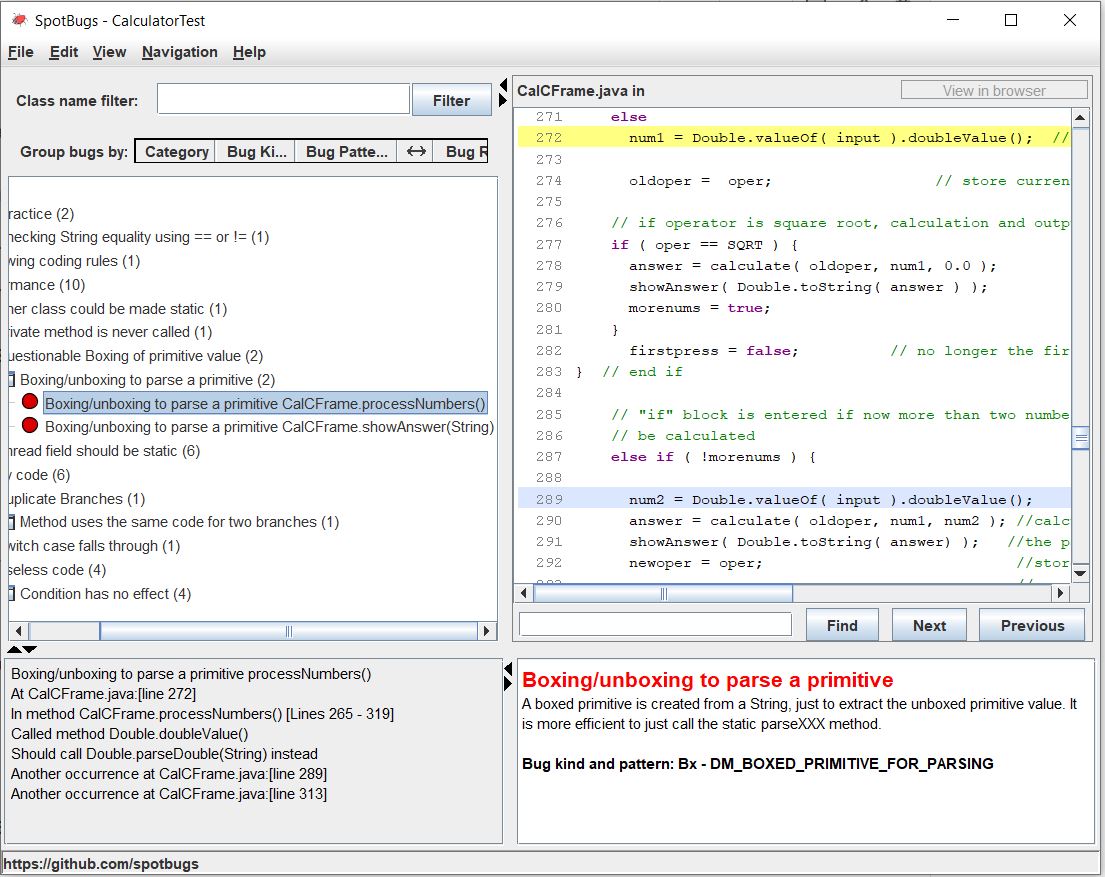 SpotBugs - CalculatorTest
File Edit View Navigation Help
Class name filter:
Filter
Group bugs by:
Category
Bug Ki...
Bug Patte...
Bug R
ractice (2)
hecking String equality using == or != (1)
wing coding rules (1)
rmance (10)
ner class could be made static (1)
rivate method is never called (1)
uestionable Boxing of primitive value (2)
Boxing/unboxing to parse a primitive (2)
Boxing/unboxing to parse a primitive CalCFrame.processNumbers()
Boxing/unboxing to parse a primitive CalCFrame.showAnswer(String)
nread field should be static (6)
y code (6)
uplicate Branches (1)
Method uses the same code for two branches (1)
witch case falls through (1)
seless code (4)
Condition has no effect (4)
CalCFrame.java in
View in browser
271 else
272 num1 = Double.valueOf( input ).doubleValue(); //
273
274 oldoper = oper; // store curren
275
276 // if operator is square root, calculation and outp
277 if ( oper == SQRT ) {
278 answer = calculate( oldoper, num1, 0.0 );
279 showAnswer( Double.toString( answer ) );
280 morenums = true;
281 }
282 firstpress = false; // no longer the fir
283 } // end if
284
285 // "if" block is entered if now more than two numbe
286 // be calculated
287 else if ( !morenums ) {
288
289 num2 = Double.valueOf( input ).doubleValue();
290 answer = calculate( oldoper, num1, num2 ); //calc
291 showAnswer( Double.toString( answer) ); //the p
292 newoper = oper; //stor
Find
Next
Previous
Boxing/unboxing to parse a primitive processNumbers()
At CalCFrame.java:[line 272]
In method CalCFrame.processNumbers() [Lines 265 - 319]
Called method Double.doubleValue()
Should call Double.parseDouble(String) instead
Another occurrence at CalCFrame.java:[line 289]
Another occurrence at CalCFrame.java:[line 313]
Boxing/unboxing to parse a primitive
A boxed primitive is created from a String, just to extract the unboxed primitive value. It
is more efficient to just call the static parseXXX method.
Bug kind and pattern: Bx - DM_BOXED_PRIMITIVE_FOR_PARSING
https://github.com/spotbugs